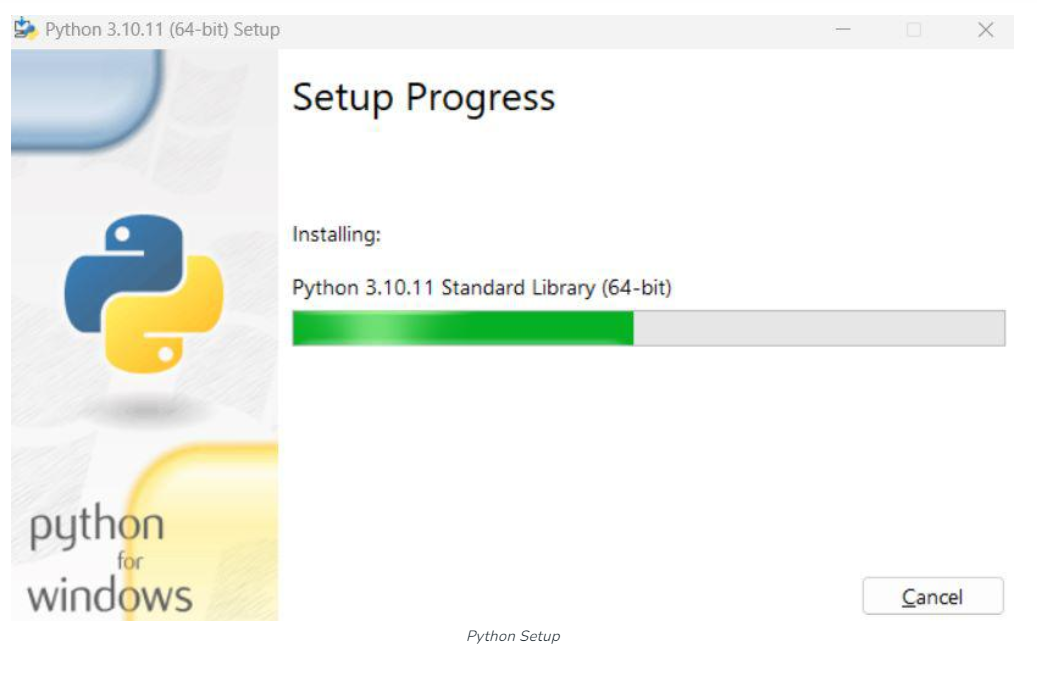 Python 3.10.11 (64-bit) Setup
Setup Progress
Installing:
Python 3.10.11 Standard Library (64-bit)
python
for
windows
Cancel
Python Setup